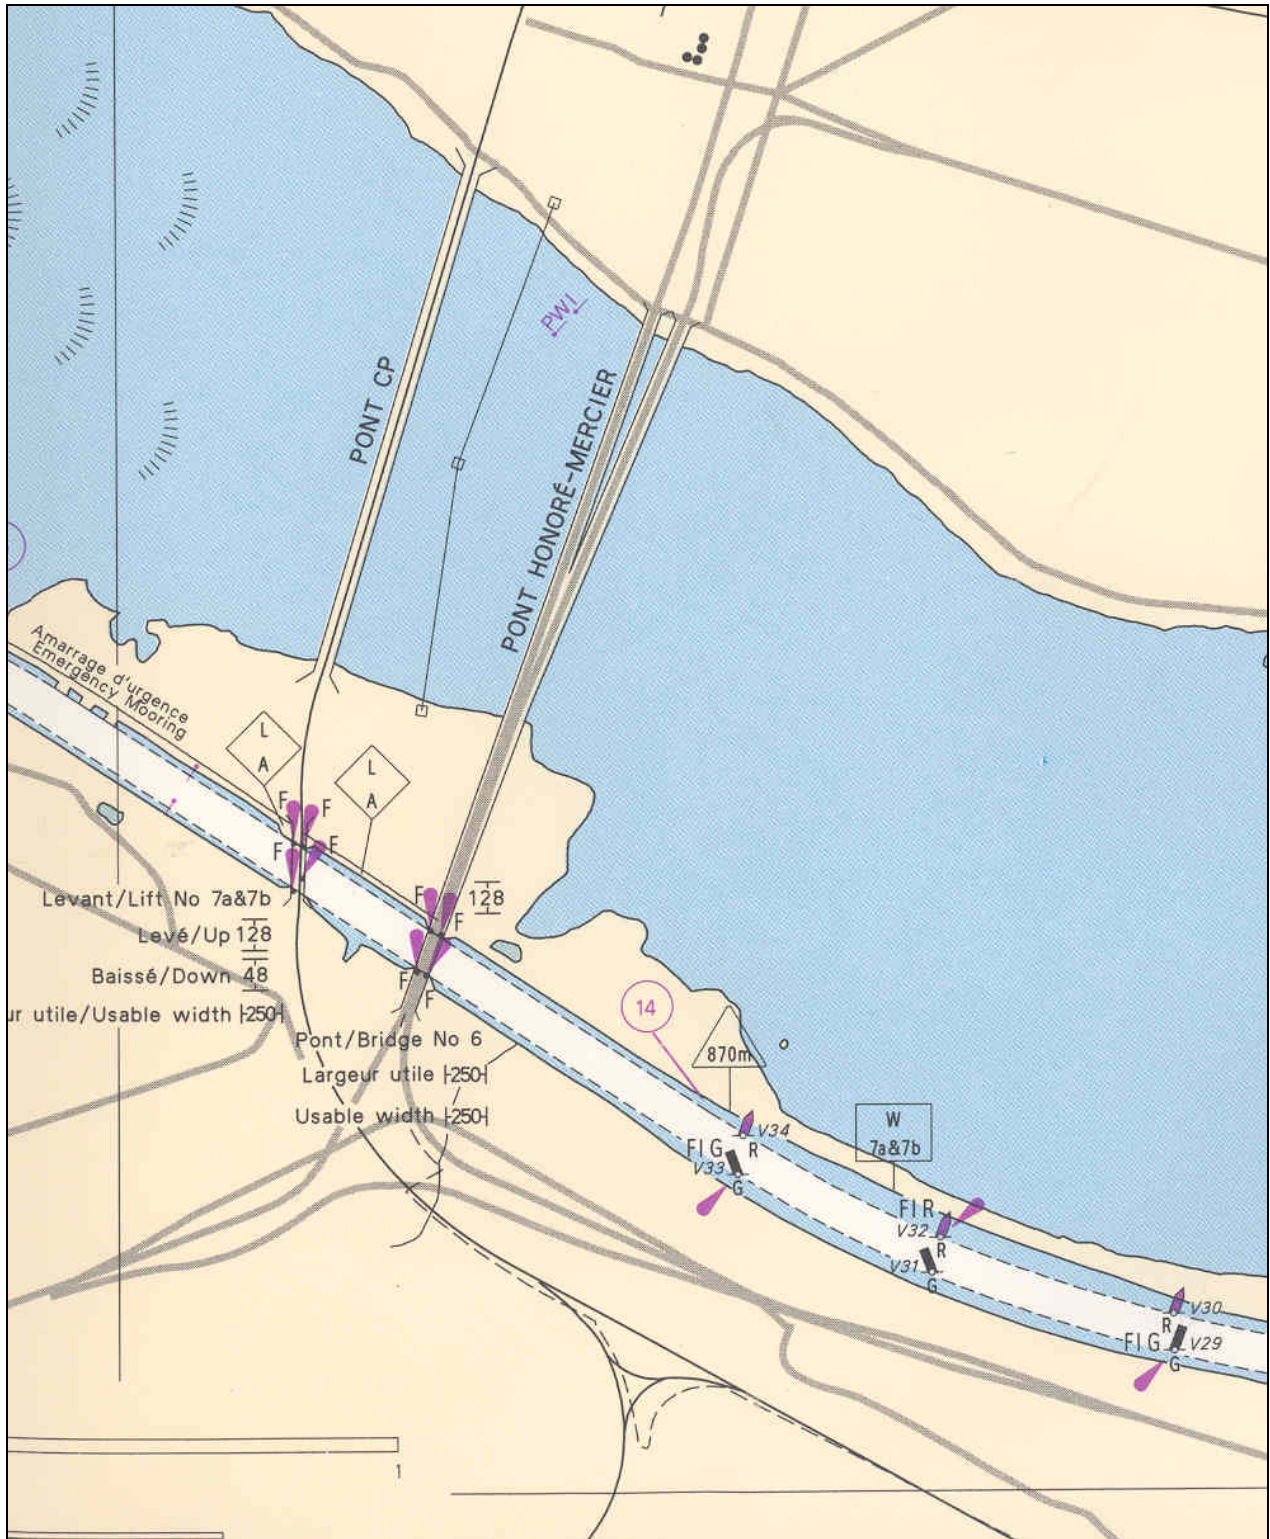 PWI
PONT CP
PONT HONORÉ-MERCIER
Amarrage d'urgence
Emergency Mooring
L
A
L
A
F
F
F
F
Levant/Lift No 7a&7b
Levé/Up 128
Baissé/Down 48
ur utile/Usable width 250
F
128
F
F
F
Pont/Bridge No 6
Largeur utile 250
Usable width 250
14
870m
V34
R
Fl G
V33
G
W
7a&7b
Fl R
V32
R
V31
G
V30
R
Fl G
V29
G
1